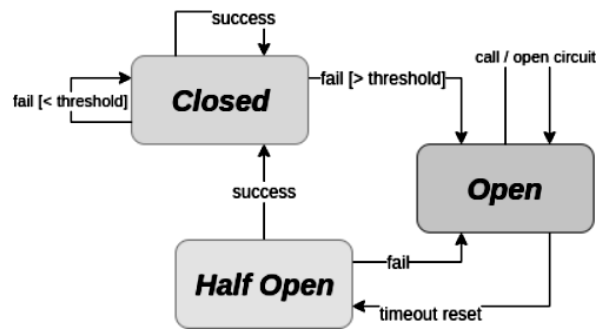 success
call / open circuit
fail [> threshold]
fail [< threshold]
Closed
Open
success
fail
Half Open
timeout reset